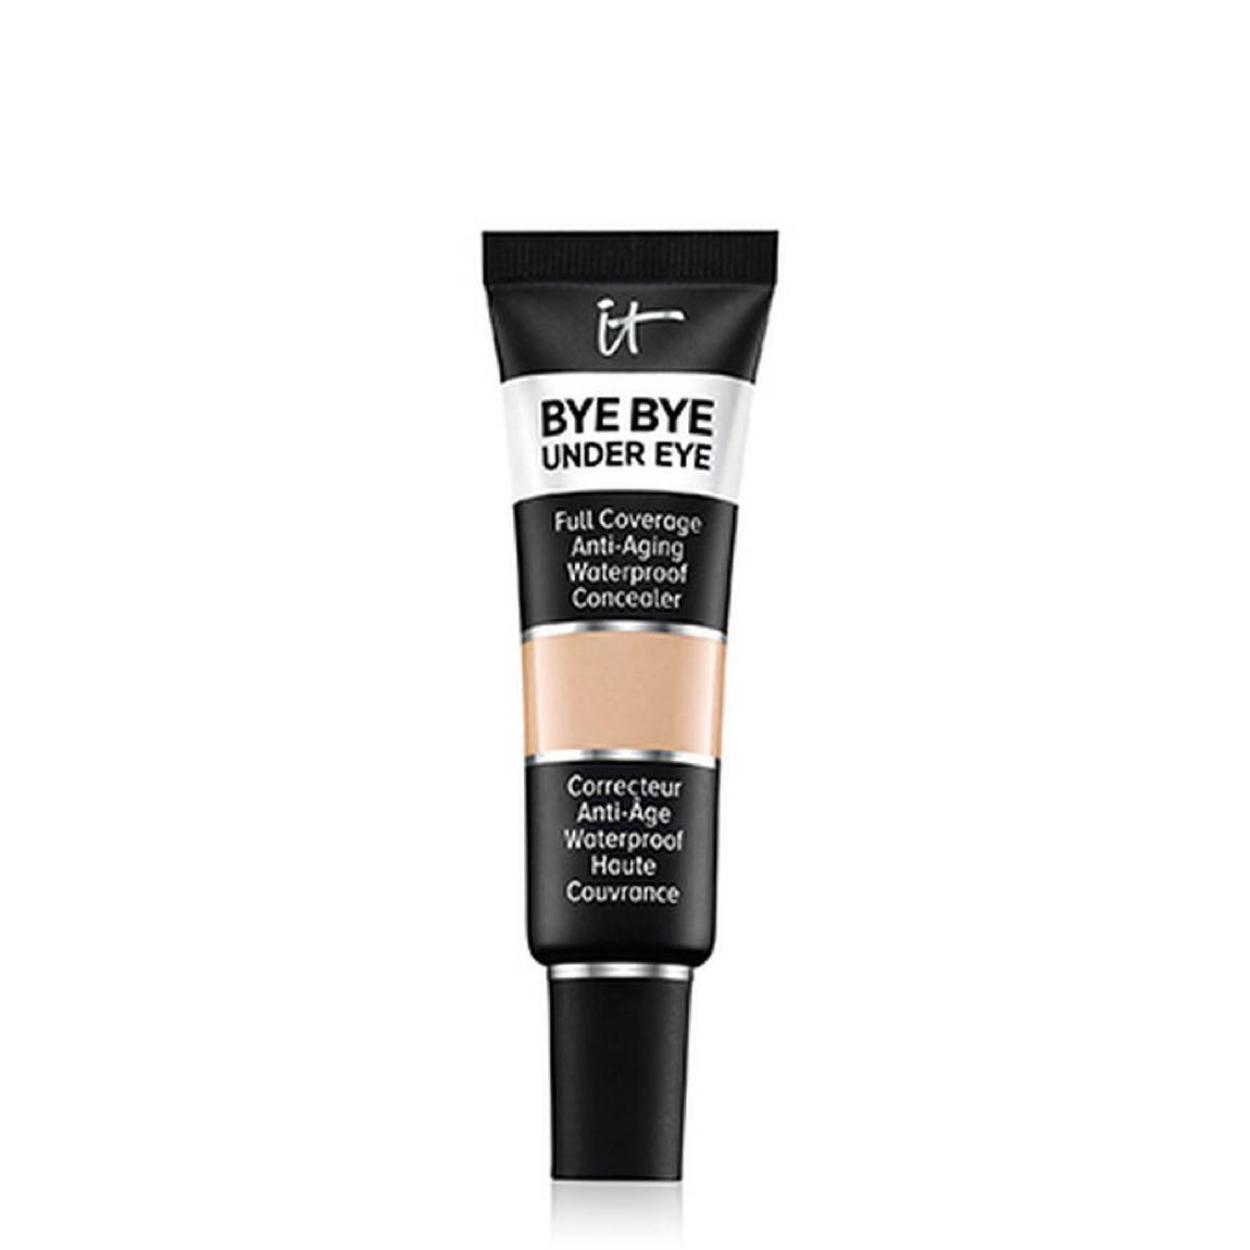 it
BYE BYE
UNDER EYE
Full Coverage
Anti-Aging
Waterproof
Concealer
Correcteur
Anti-Âge
Waterproof
Haute
Couvrance